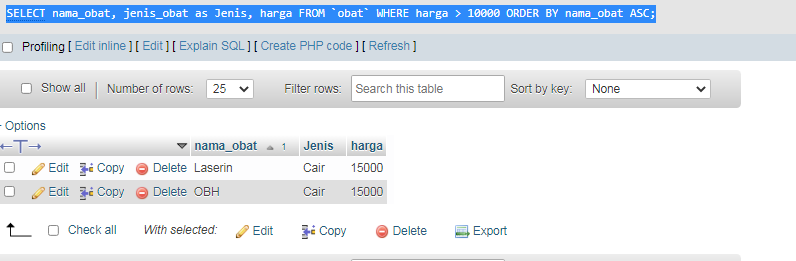 SELECT nama_obat, jenis_obat as Jenis, harga FROM `obat` WHERE harga > 10000 ORDER BY nama_obat ASC;
Profiling [ Edit inline ] [ Edit ] [ Explain SQL ] [ Create PHP code ] [ Refresh ]
Show all Number of rows: 25 Filter rows: Search this table Sort by key: None
Options
nama_obat 1 Jenis harga
Edit Copy Delete Laserin Cair 15000
Edit Copy Delete OBH Cair 15000
Check all With selected: Edit Copy Delete Export